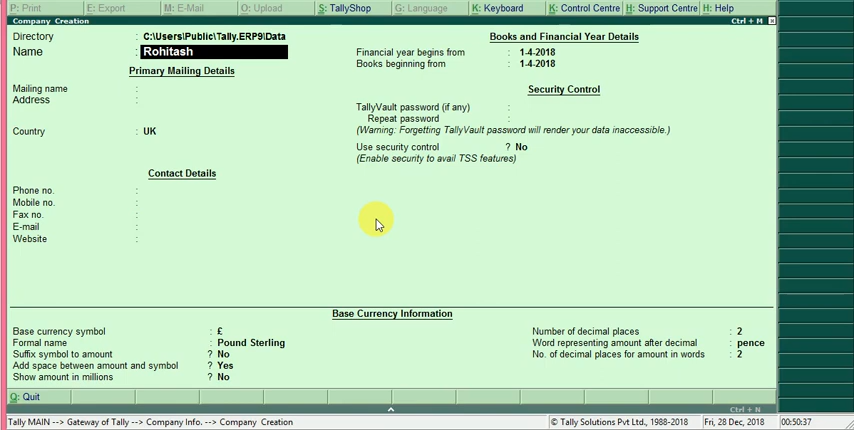 P: Print E: Export M: E-Mail O: Upload S: TallyShop G: Language K: Keyboard K: Control Centre H: Support Centre H: Help
Company Creation Ctrl + M
Directory : C:\Users\Public\Tally.ERP9\Data
Name : Rohitash
Primary Mailing Details
Mailing name :
Address :
Country : UK
Contact Details
Phone no. :
Mobile no. :
Fax no. :
E-mail :
Website :
Books and Financial Year Details
Financial year begins from : 1-4-2018
Books beginning from : 1-4-2018
Security Control
TallyVault password (if any) :
Repeat password :
(Warning: Forgetting TallyVault password will render your data inaccessible.)
Use security control ? No
(Enable security to avail TSS features)
Base Currency Information
Base currency symbol : £
Formal name : Pound Sterling
Suffix symbol to amount ? No
Add space between amount and symbol ? Yes
Show amount in millions ? No
Number of decimal places : 2
Word representing amount after decimal : pence
No. of decimal places for amount in words : 2
Q: Quit
Ctrl + N
Tally MAIN --> Gateway of Tally --> Company Info. --> Company Creation © Tally Solutions Pvt Ltd., 1988-2018 Fri, 28 Dec, 2018 00:50:37